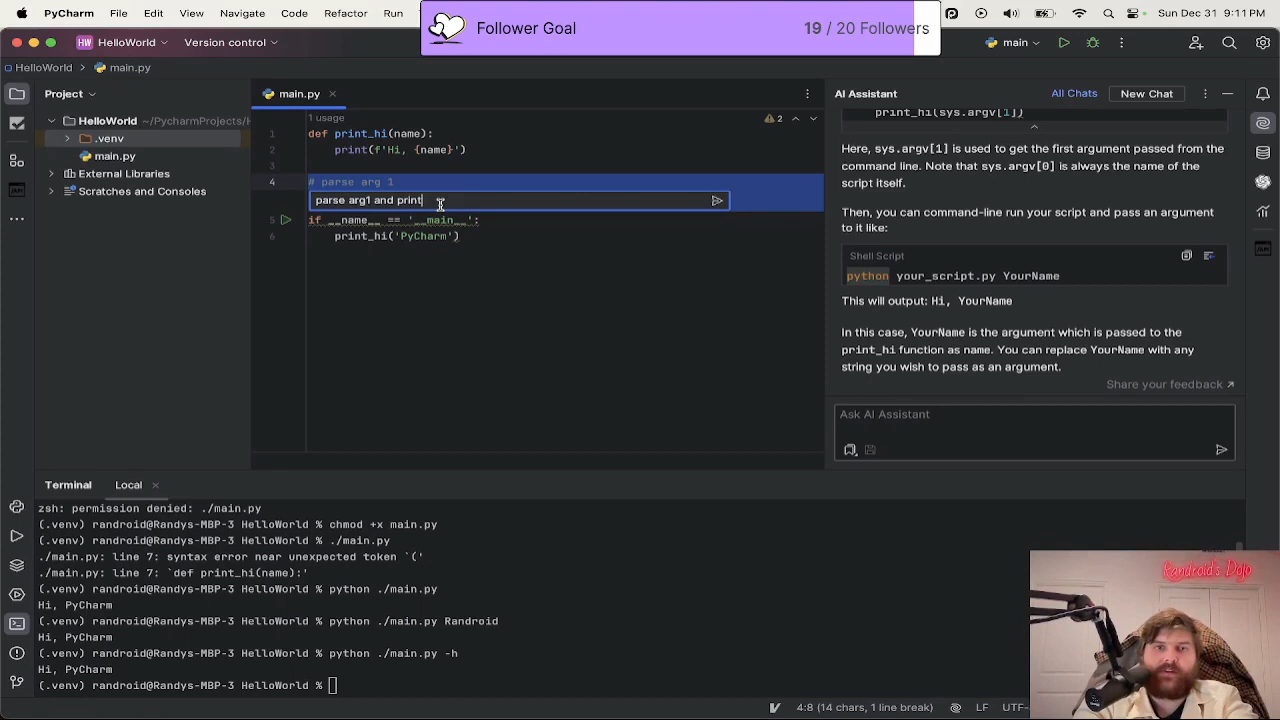 PyCharm
File
Edit
View
Sun Dec 31 9:11 PM
Follower Goal
19 / 20 Followers
HW HelloWorld
Version control
main
HelloWorld > main.py
Project
HelloWorld ~/PycharmProjects/
.venv
main.py
External Libraries
Scratches and Consoles
main.py
1 usage
2
1 def print_hi(name):
2 print(f'Hi, {name}')
3
4 # parse arg 1
parse arg1 and print
5 if __name__ == '__main__':
6 print_hi('PyCharm')
AI Assistant
All Chats
New Chat
print_hi(sys.argv[1])
Here, sys.argv[1] is used to get the first argument passed from
the command line. Note that sys.argv[0] is always the name of the
script itself.
Then, you can command-line run your script and pass an argument
to it like:
Shell Script
python your_script.py YourName
This will output: Hi, YourName
In this case, YourName is the argument which is passed to the
print_hi function as name. You can replace YourName with any
string you wish to pass as an argument.
Share your feedback
Ask AI Assistant
Terminal
Local
zsh: permission denied: ./main.py
(.venv) randroid@Randys-MBP-3 HelloWorld % chmod +x main.py
(.venv) randroid@Randys-MBP-3 HelloWorld % ./main.py
./main.py: line 7: syntax error near unexpected token `('
./main.py: line 7: `def print_hi(name):'
(.venv) randroid@Randys-MBP-3 HelloWorld % python ./main.py
Hi, PyCharm
(.venv) randroid@Randys-MBP-3 HelloWorld % python ./main.py Randroid
Hi, PyCharm
(.venv) randroid@Randys-MBP-3 HelloWorld % python ./main.py -h
Hi, PyCharm
(.venv) randroid@Randys-MBP-3 HelloWorld %
Randroid's Dojo
4:8 (14 chars, 1 line break)
LF
UTF-